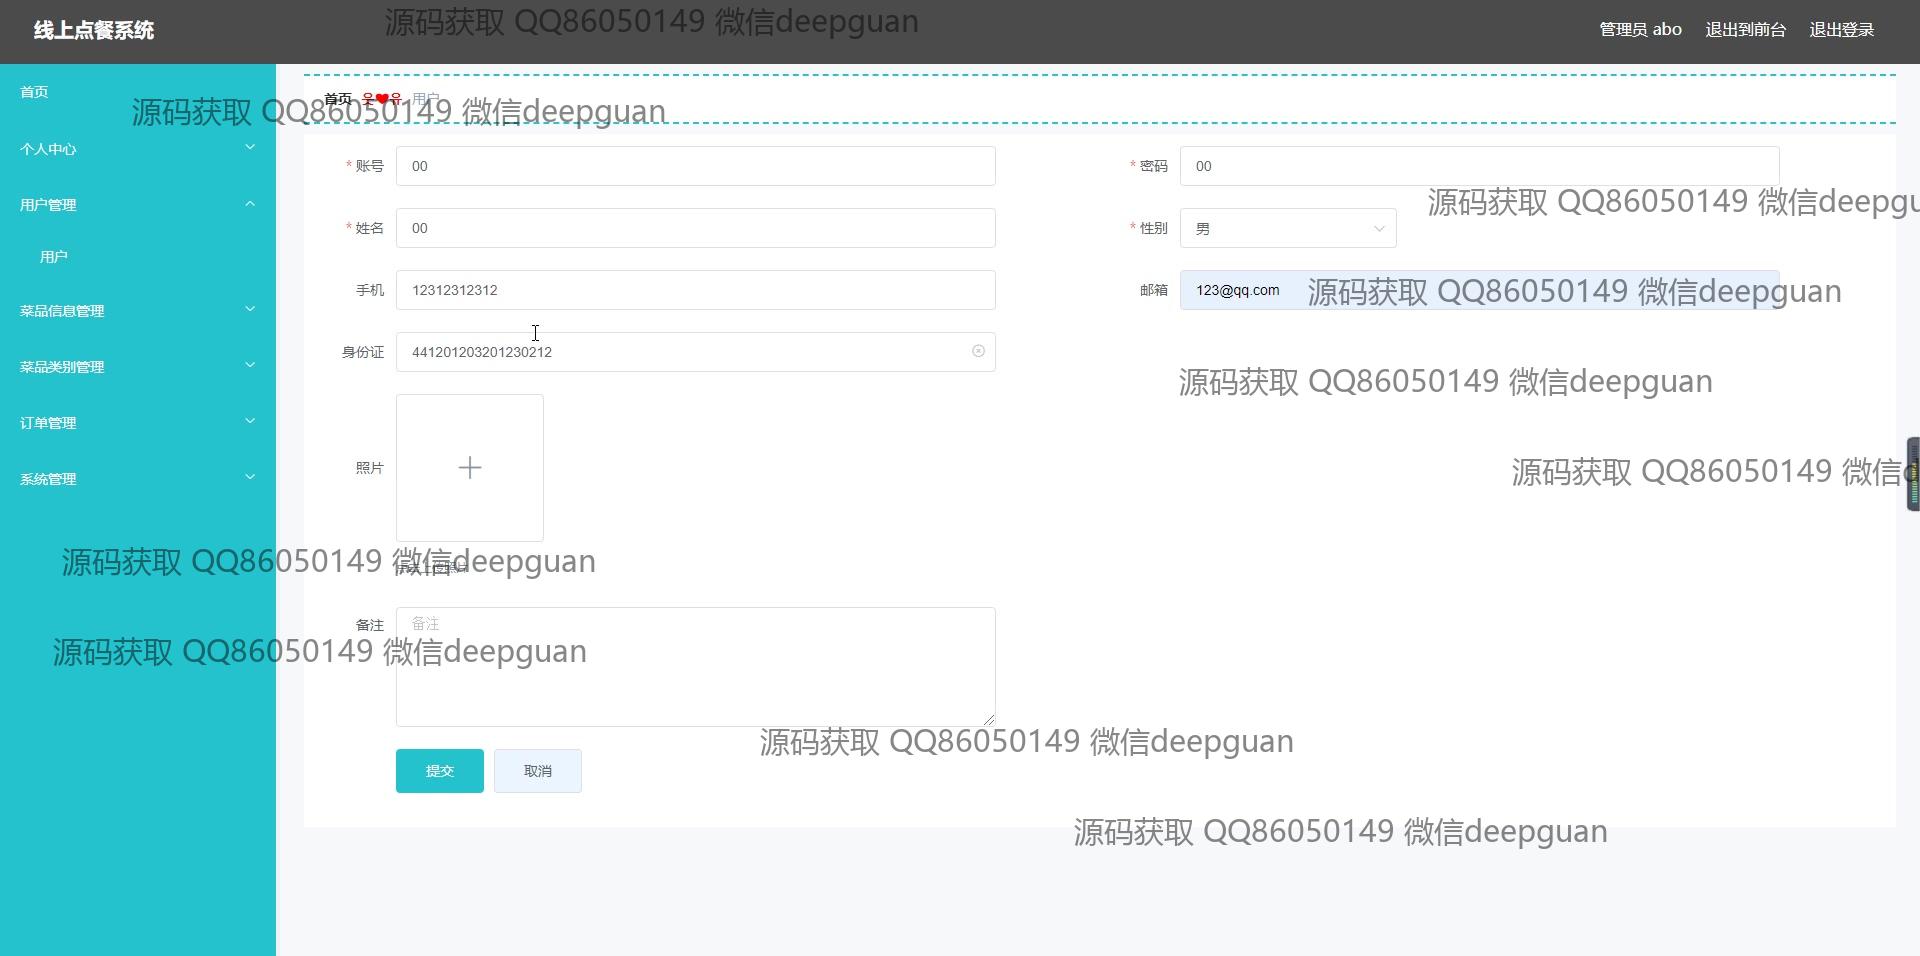 线上点餐系统
源码获取 QQ86050149 微信deepguan
管理员 abo 退出到前台 退出登录
首页
首页 用户
源码获取 QQ86050149 微信deepguan
个人中心
* 账号 00
* 密码 00
源码获取 QQ86050149 微信deepgu
用户管理
* 姓名 00
* 性别 男
用户
手机 12312312312
邮箱 123@qq.com
源码获取 QQ86050149 微信deepguan
菜品信息管理
身份证 441201203201230212
菜品类别管理
源码获取 QQ86050149 微信deepguan
订单管理
照片
源码获取 QQ86050149 微信d
系统管理
源码获取 QQ86050149 微信deepguan
点击上传照片
备注 备注
源码获取 QQ86050149 微信deepguan
源码获取 QQ86050149 微信deepguan
提交 取消
源码获取 QQ86050149 微信deepguan